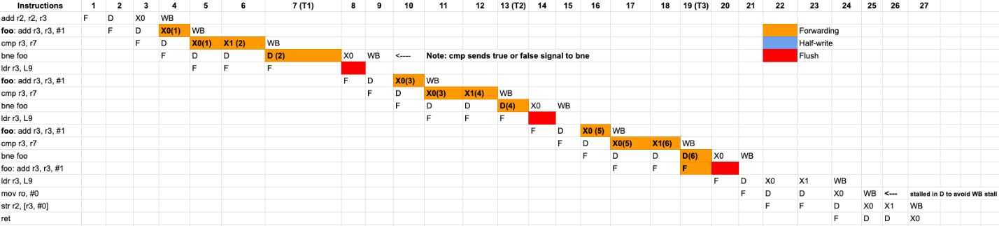 Instructions 1 2 3 4 5 6 7 (T1) 8 9 10 11 12 13 (T2) 14 15 16 17 18 19 (T3) 20 21 22 23 24 25 26 27
add r2, r2, r3 F D X0 WB
foo: add r3, r3, #1 F D X0(1) WB Forwarding
cmp r3, r7 F D X0(1) X1 (2) WB Half-write
bne foo F D D D (2) X0 WB <---- Note: cmp sends true or false signal to bne Flush
ldr r3, L9 F F F
foo: add r3, r3, #1 F D X0(3) WB
cmp r3, r7 F D X0(3) X1(4) WB
bne foo F D D D(4) X0 WB
ldr r3, L9 F F F
foo: add r3, r3, #1 F D X0 (5) WB
cmp r3, r7 F D X0(5) X1(6) WB
bne foo F D D D(6) X0 WB
foo: add r3, r3, #1 F F F
ldr r3, L9 F D X0 X1 WB
mov ro, #0 F D D X0 WB <--- stalled in D to avoid WB stall
str r2, [r3, #0] F F D X0 X1 WB
ret F D D X0